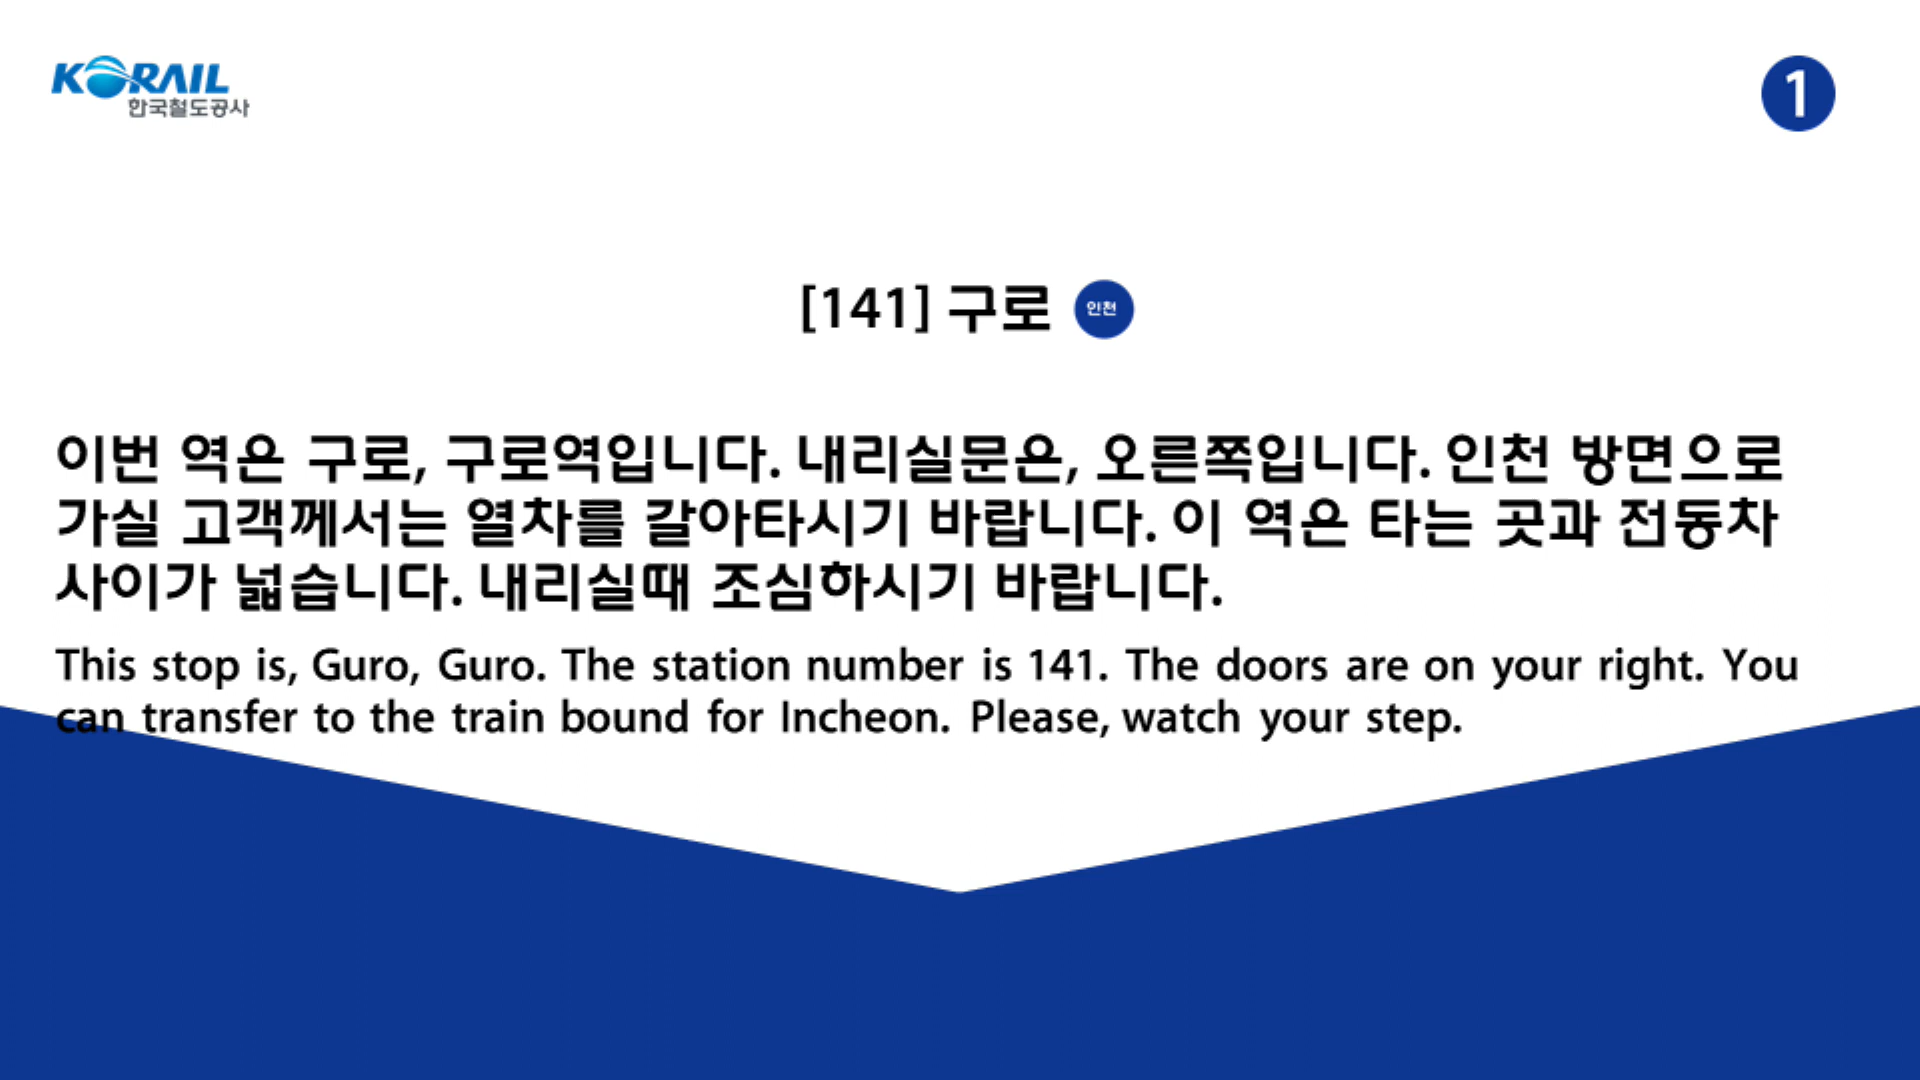 KORAIL
한국철도공사
1
[141] 구로 인천
이번 역은 구로, 구로역입니다. 내리실문은, 오른쪽입니다. 인천 방면으로
가실 고객께서는 열차를 갈아타시기 바랍니다. 이 역은 타는 곳과 전동차
사이가 넓습니다. 내리실때 조심하시기 바랍니다.
This stop is, Guro, Guro. The station number is 141. The doors are on your right. You
can transfer to the train bound for Incheon. Please, watch your step.